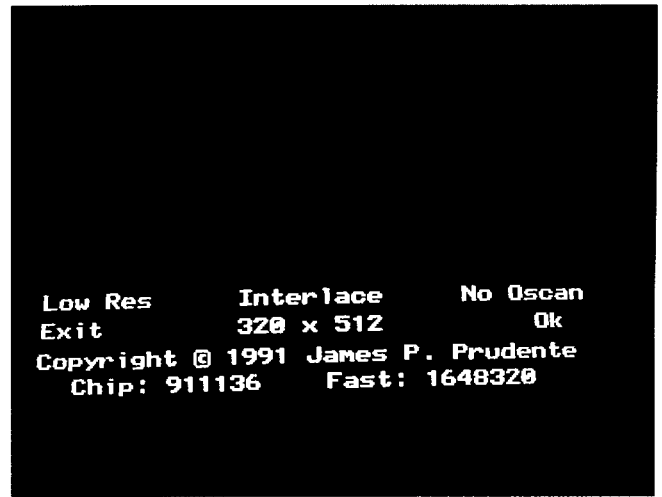 Low Res Interlace No Oscan
Exit 320 x 512 Ok
Copyright © 1991 James P. Prudente
Chip: 911136 Fast: 1648320